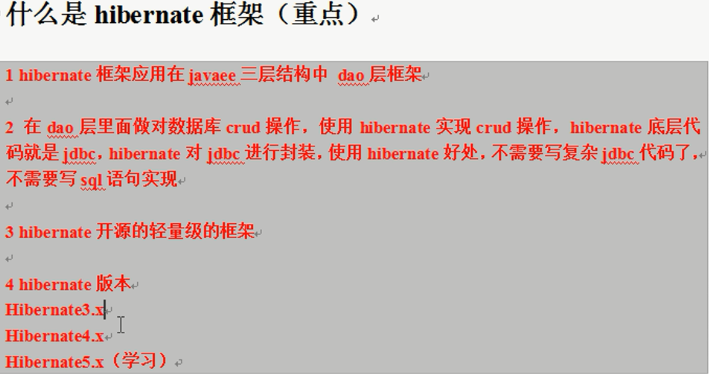 什么是 hibernate 框架（重点）
1 hibernate 框架应用在 javaee 三层结构中 dao 层框架
2 在 dao 层里面做对数据库 crud 操作，使用 hibernate 实现 crud 操作，hibernate 底层代
码就是 jdbc，hibernate 对 jdbc 进行封装，使用 hibernate 好处，不需要写复杂 jdbc 代码了，
不需要写 sql 语句实现
3 hibernate 开源的轻量级的框架
4 hibernate 版本
Hibernate3.x
Hibernate4.x
Hibernate5.x（学习）